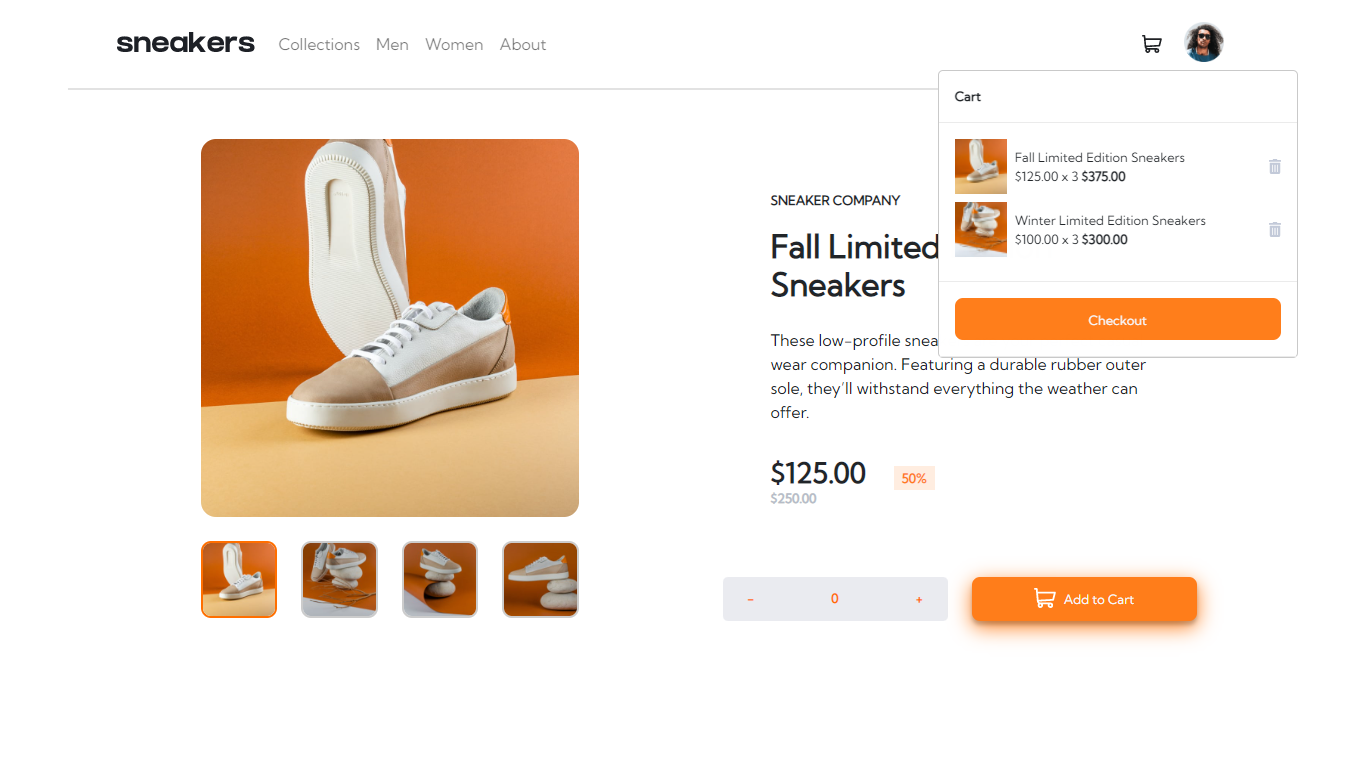 sneakers
Collections
Men
Women
About
Cart
Fall Limited Edition Sneakers
$125.00 x 3 $375.00
Winter Limited Edition Sneakers
$100.00 x 3 $300.00
Checkout
SNEAKER COMPANY
Fall Limited
Sneakers
These low-profile
wear companion. Featuring a durable rubber outer
sole, they’ll withstand everything the weather can
offer.
$125.00
50%
$250.00
-
0
+
Add to Cart